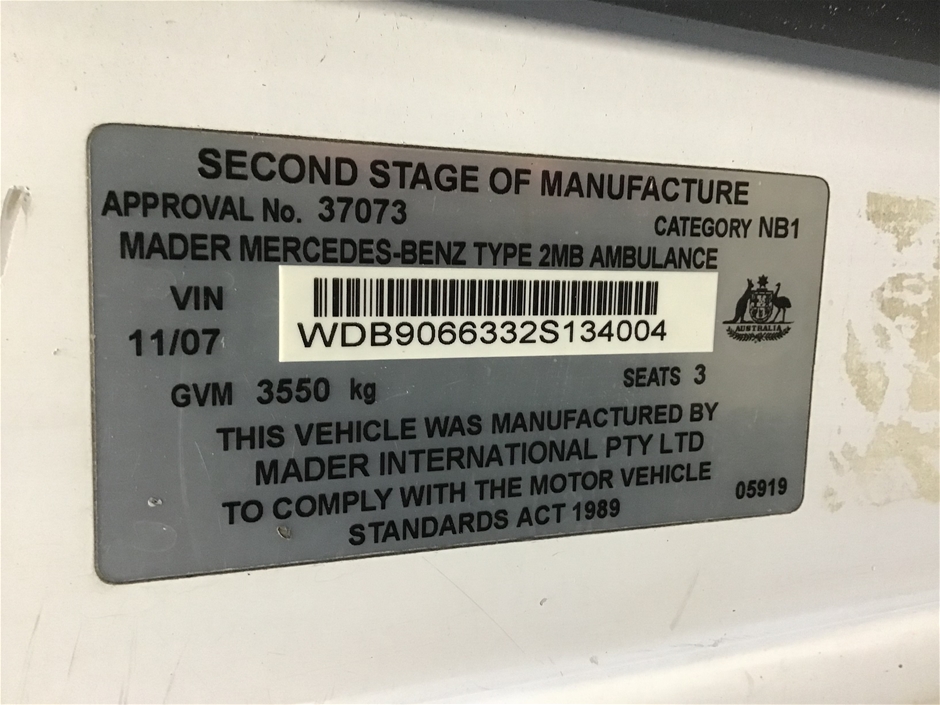 SECOND STAGE OF MANUFACTURE
APPROVAL No. 37073
CATEGORY NB1
MADER MERCEDES-BENZ TYPE 2MB AMBULANCE
VIN
WDB9066332S134004
11/07
AUSTRALIA
GVM 3550 kg
SEATS 3
THIS VEHICLE WAS MANUFACTURED BY
MADER INTERNATIONAL PTY LTD
TO COMPLY WITH THE MOTOR VEHICLE
STANDARDS ACT 1989
05919